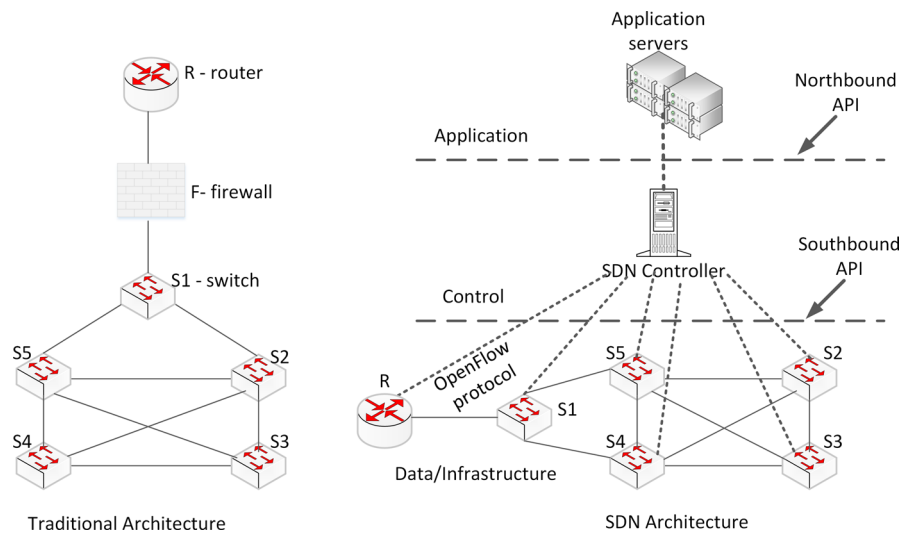 R - router
F- firewall
S1 - switch
S5
S2
S4
S3
Traditional Architecture
Application
servers
Northbound
API
Application
SDN Controller
Southbound
API
Control
OpenFlow
protocol
R
S1
S5
S2
S4
S3
Data/Infrastructure
SDN Architecture